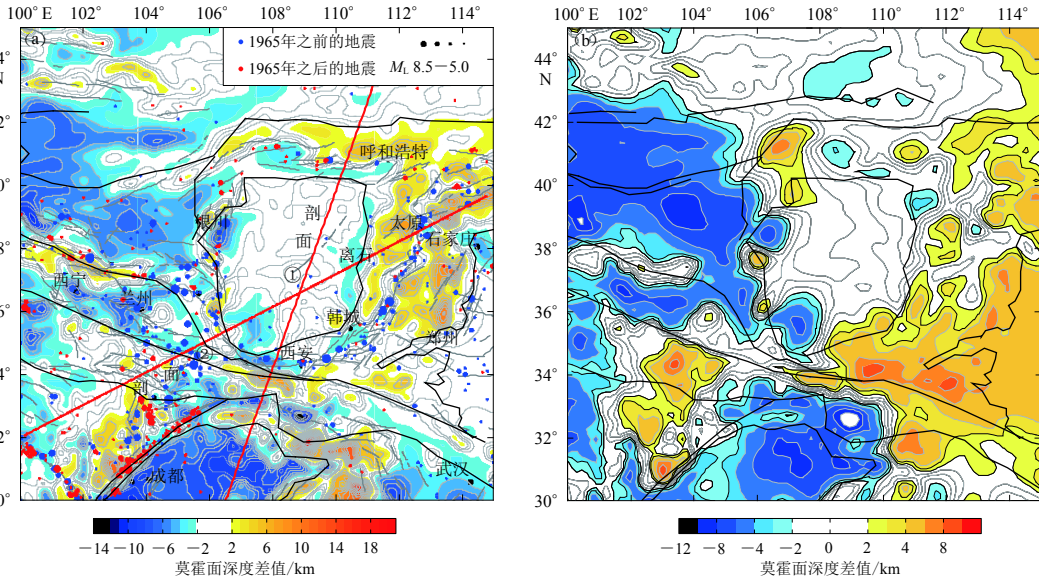 100° E 102 104 106 108 110 112 114
(a)
1965年之前的地震
1965年之后的地震 ML 8.5−5.0
N
2°
0°
8°
6°
4°
2°
0°
呼和浩特
银川
剖
面
太原
石家庄
离石
西宁
兰州
韩城
郑州
西安
面
剖
成都
武汉
−14 −10 −6 −2 2 6 10 14 18
莫霍面深度差值/km
100° E 102 104 106 108 110 112 114
(b)
44°
N
42°
40°
38°
36°
34°
32°
30°
−12 −8 −4 −2 0 2 4 8
莫霍面深度差值/km